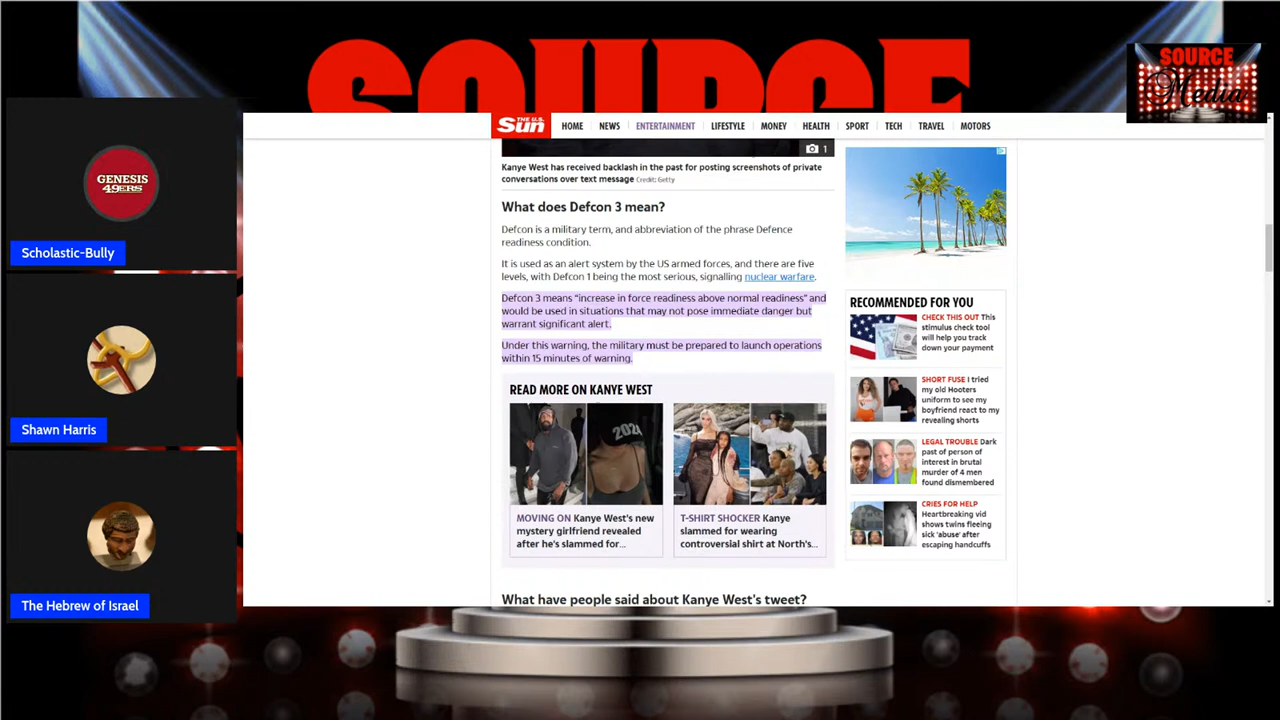 SOURCE
SOURCE
Media
GENESIS
49ERS
Scholastic-Bully
Shawn Harris
The Hebrew of Israel
THE U.S.
Sun
HOME NEWS ENTERTAINMENT LIFESTYLE MONEY HEALTH SPORT TECH TRAVEL MOTORS
1
Kanye West has received backlash in the past for posting screenshots of private
conversations over text message Credit: Getty
What does Defcon 3 mean?
Defcon is a military term, and abbreviation of the phrase Defence
readiness condition.
It is used as an alert system by the US armed forces, and there are five
levels, with Defcon 1 being the most serious, signalling nuclear warfare.
Defcon 3 means “increase in force readiness above normal readiness” and
would be used in situations that may not pose immediate danger but
warrant significant alert.
Under this warning, the military must be prepared to launch operations
within 15 minutes of warning.
READ MORE ON KANYE WEST
2024
MOVING ON Kanye West's new
mystery girlfriend revealed
after he's slammed for...
T-SHIRT SHOCKER Kanye
slammed for wearing
controversial shirt at North's...
What have people said about Kanye West's tweet?
RECOMMENDED FOR YOU
CHECK THIS OUT This
stimulus check tool
will help you track
down your payment
SHORT FUSE I tried
my old Hooters
uniform to see my
boyfriend react to my
revealing shorts
LEGAL TROUBLE Dark
past of person of
interest in brutal
murder of 4 men
found dismembered
CRIES FOR HELP
Heartbreaking vid
shows twins fleeing
sick 'abuse' after
escaping handcuffs